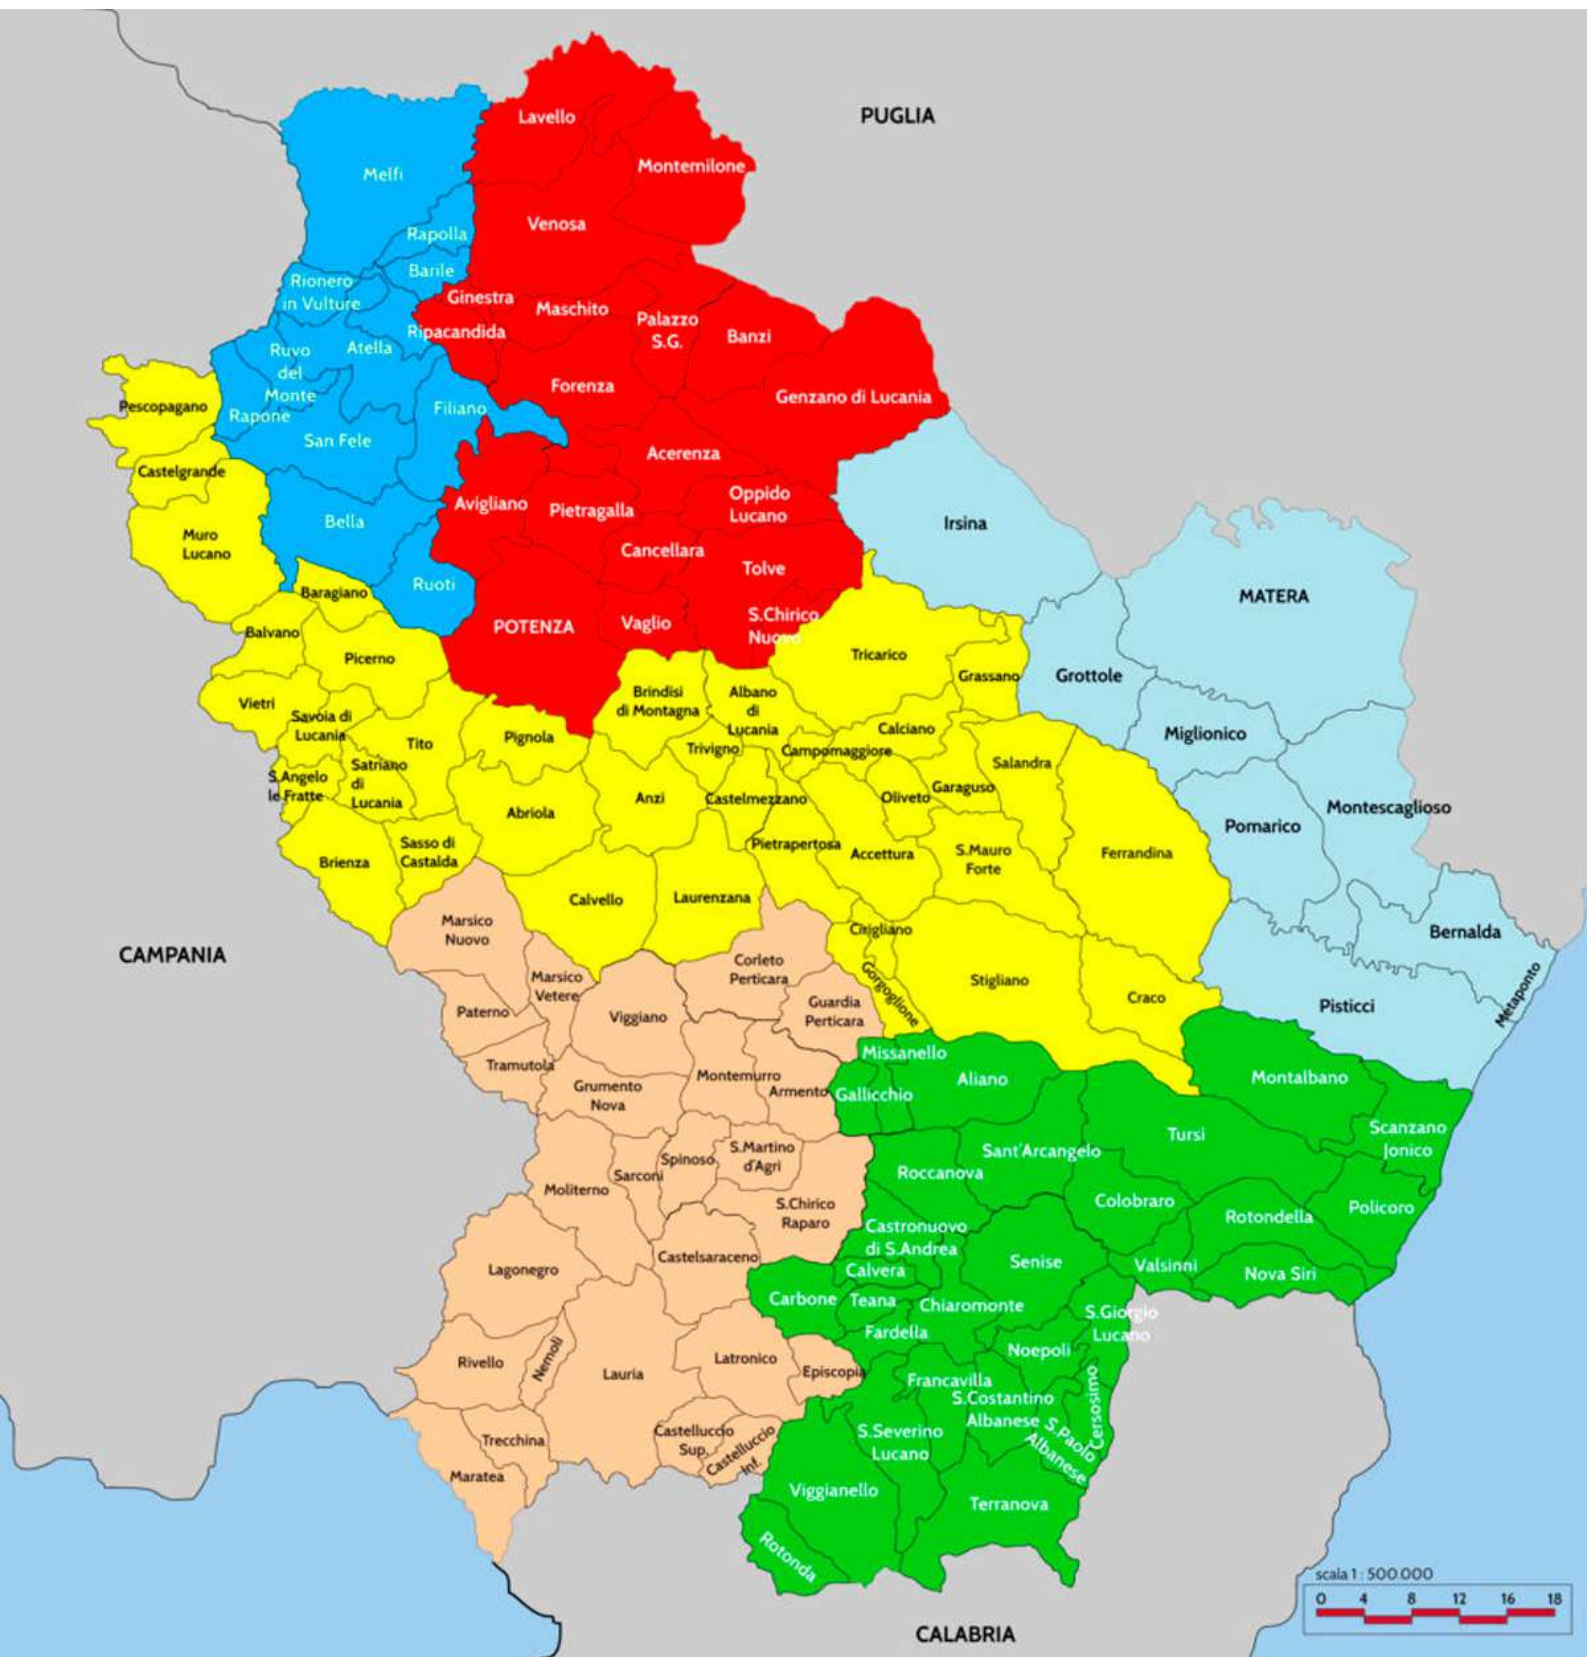 PUGLIA
Lavello
Montemilone
Melfi
Venosa
Rapolla
Barile
Rionero
in Vulture
Ginestra
Maschito
Palazzo
S.G.
Banzi
Ripacandida
Ruvo
del
Monte
Atella
Forenza
Genzano di Lucania
Pescopagano
Rapone
Filiano
San Fele
Acerenza
Castelgrande
Avigliano
Pietragalla
Oppido
Lucano
Bella
Irsina
Muro
Lucano
Cancellara
Tolve
Ruoti
Baragiano
MATERA
POTENZA
Vaglio
S.Chirico
Nuovo
Balvano
Picerno
Tricarico
Grassano
Grottole
Vietri
Savoia di
Lucania
Brindisi
di Montagna
Albano
di
Lucania
Tito
Pignola
Trivigno
Campomaggiore
Calciano
Miglionico
Salandra
S.Angelo
le Fratte
Satriano
di
Lucania
Abriola
Anzi
Castelmezzano
Oliveto
Garaguso
Montescaglioso
Pomarico
Brienza
Sasso di
Castalda
Pietrapertosa
Accettura
S.Mauro
Forte
Ferrandina
Calvello
Laurenzana
Marsico
Nuovo
Cirigliano
Bernalda
CAMPANIA
Marsico
Vetere
Corleto
Perticara
Gorgoglione
Stigliano
Craco
Metaponto
Paterno
Viggiano
Guardia
Perticara
Pisticci
Tramutola
Missanello
Grumento
Nova
Montemurro
Armento
Gallicchio
Aliano
Montalbano
Scanzano
Jonico
Tursi
S.Martino
d'Agri
Spinoso
Sarconi
Moliterno
Roccanova
Sant'Arcangelo
Colobraro
Rotondella
Policoro
S.Chirico
Raparo
Castronuovo
di S.Andrea
Lagonegro
Castelsaraceno
Calvera
Senise
Valsinni
Nova Siri
Carbone
Teana
Chiaromonte
S.Giorgio
Lucano
Fardella
Noepoli
Rivello
Nemoli
Lauria
Latronico
Episcopia
Francavilla
S.Costantino
Albanese
Cersosimo
S.Paolo
Albanese
Trecchina
Castelluccio
Sup.
Castelluccio
Inf.
S.Severino
Lucano
Maratea
Viggianello
Terranova
Rotonda
CALABRIA
scala 1 : 500.000
0 4 8 12 16 18